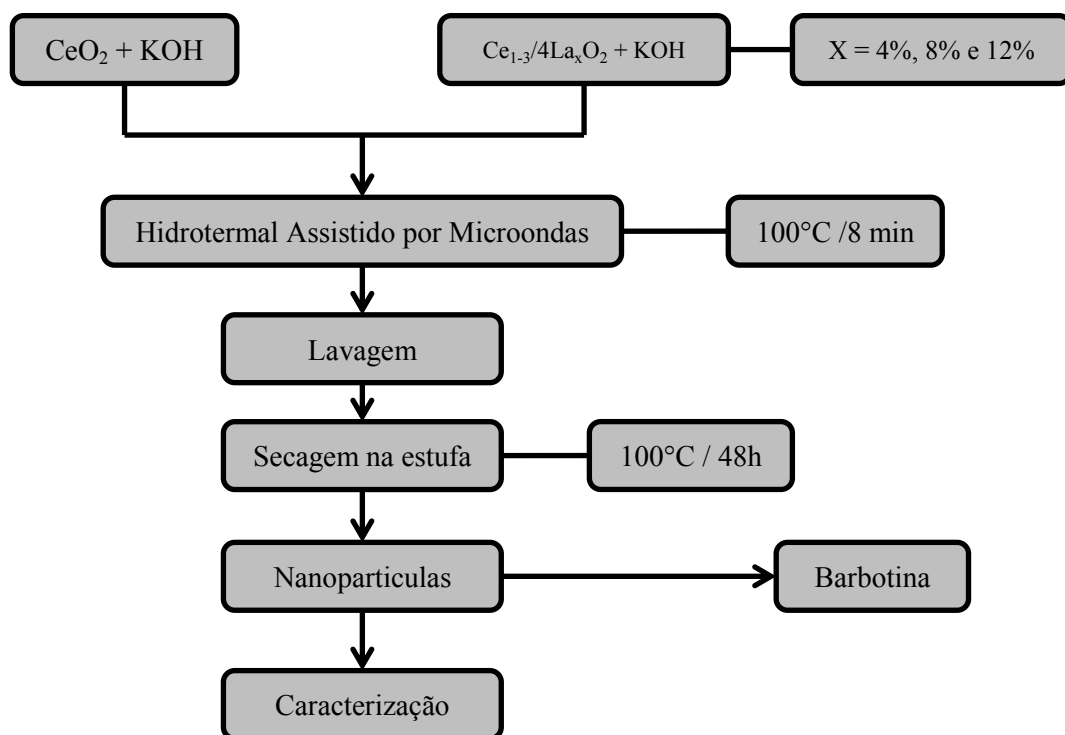 CeO₂ + KOH
Ce₁₋₃/4LaₓO₂ + KOH
X = 4%, 8% e 12%
Hidrotermal Assistido por Microondas
100°C /8 min
Lavagem
Secagem na estufa
100°C / 48h
Nanoparticulas
Barbotina
Caracterização